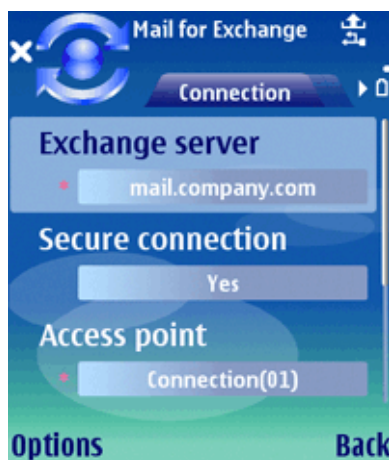 Mail for Exchange
Connection
Exchange server
* mail.company.com
Secure connection
Yes
Access point
* Connection(01)
Options Back